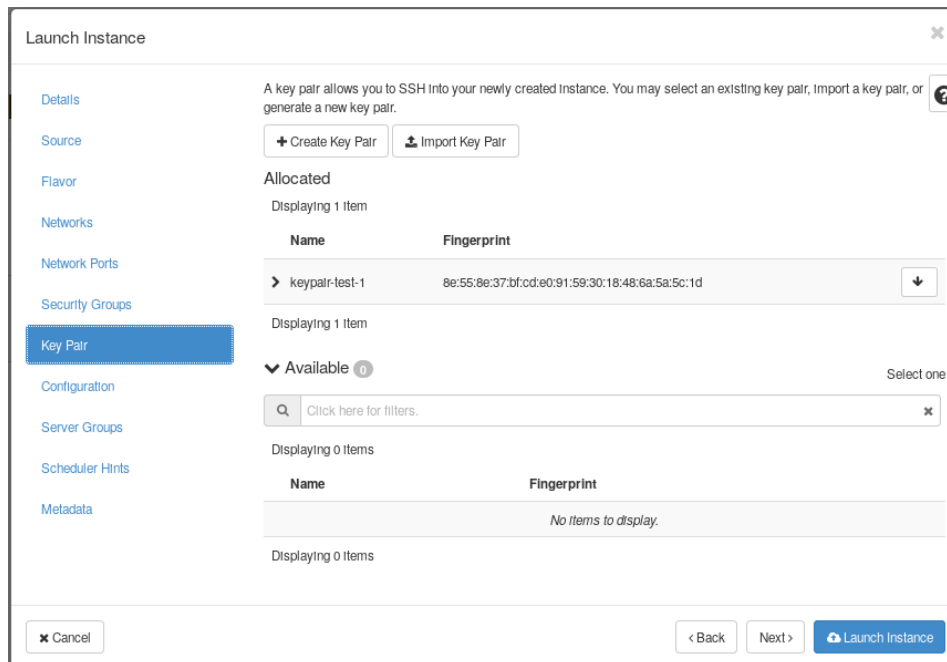 Launch Instance
Details
Source
Flavor
Networks
Network Ports
Security Groups
Key Pair
Configuration
Server Groups
Scheduler Hints
Metadata
A key pair allows you to SSH into your newly created instance. You may select an existing key pair, import a key pair, or
generate a new key pair.
Create Key Pair Import Key Pair
Allocated
Displaying 1 item
Name Fingerprint
keypair-test-1 8e:55:8e:37:bf:cd:e0:91:59:30:18:48:6a:5a:5c:1d
Displaying 1 item
Available 0
Select one
Click here for filters.
Displaying 0 items
Name Fingerprint
No items to display.
Displaying 0 items
Cancel < Back Next > Launch Instance